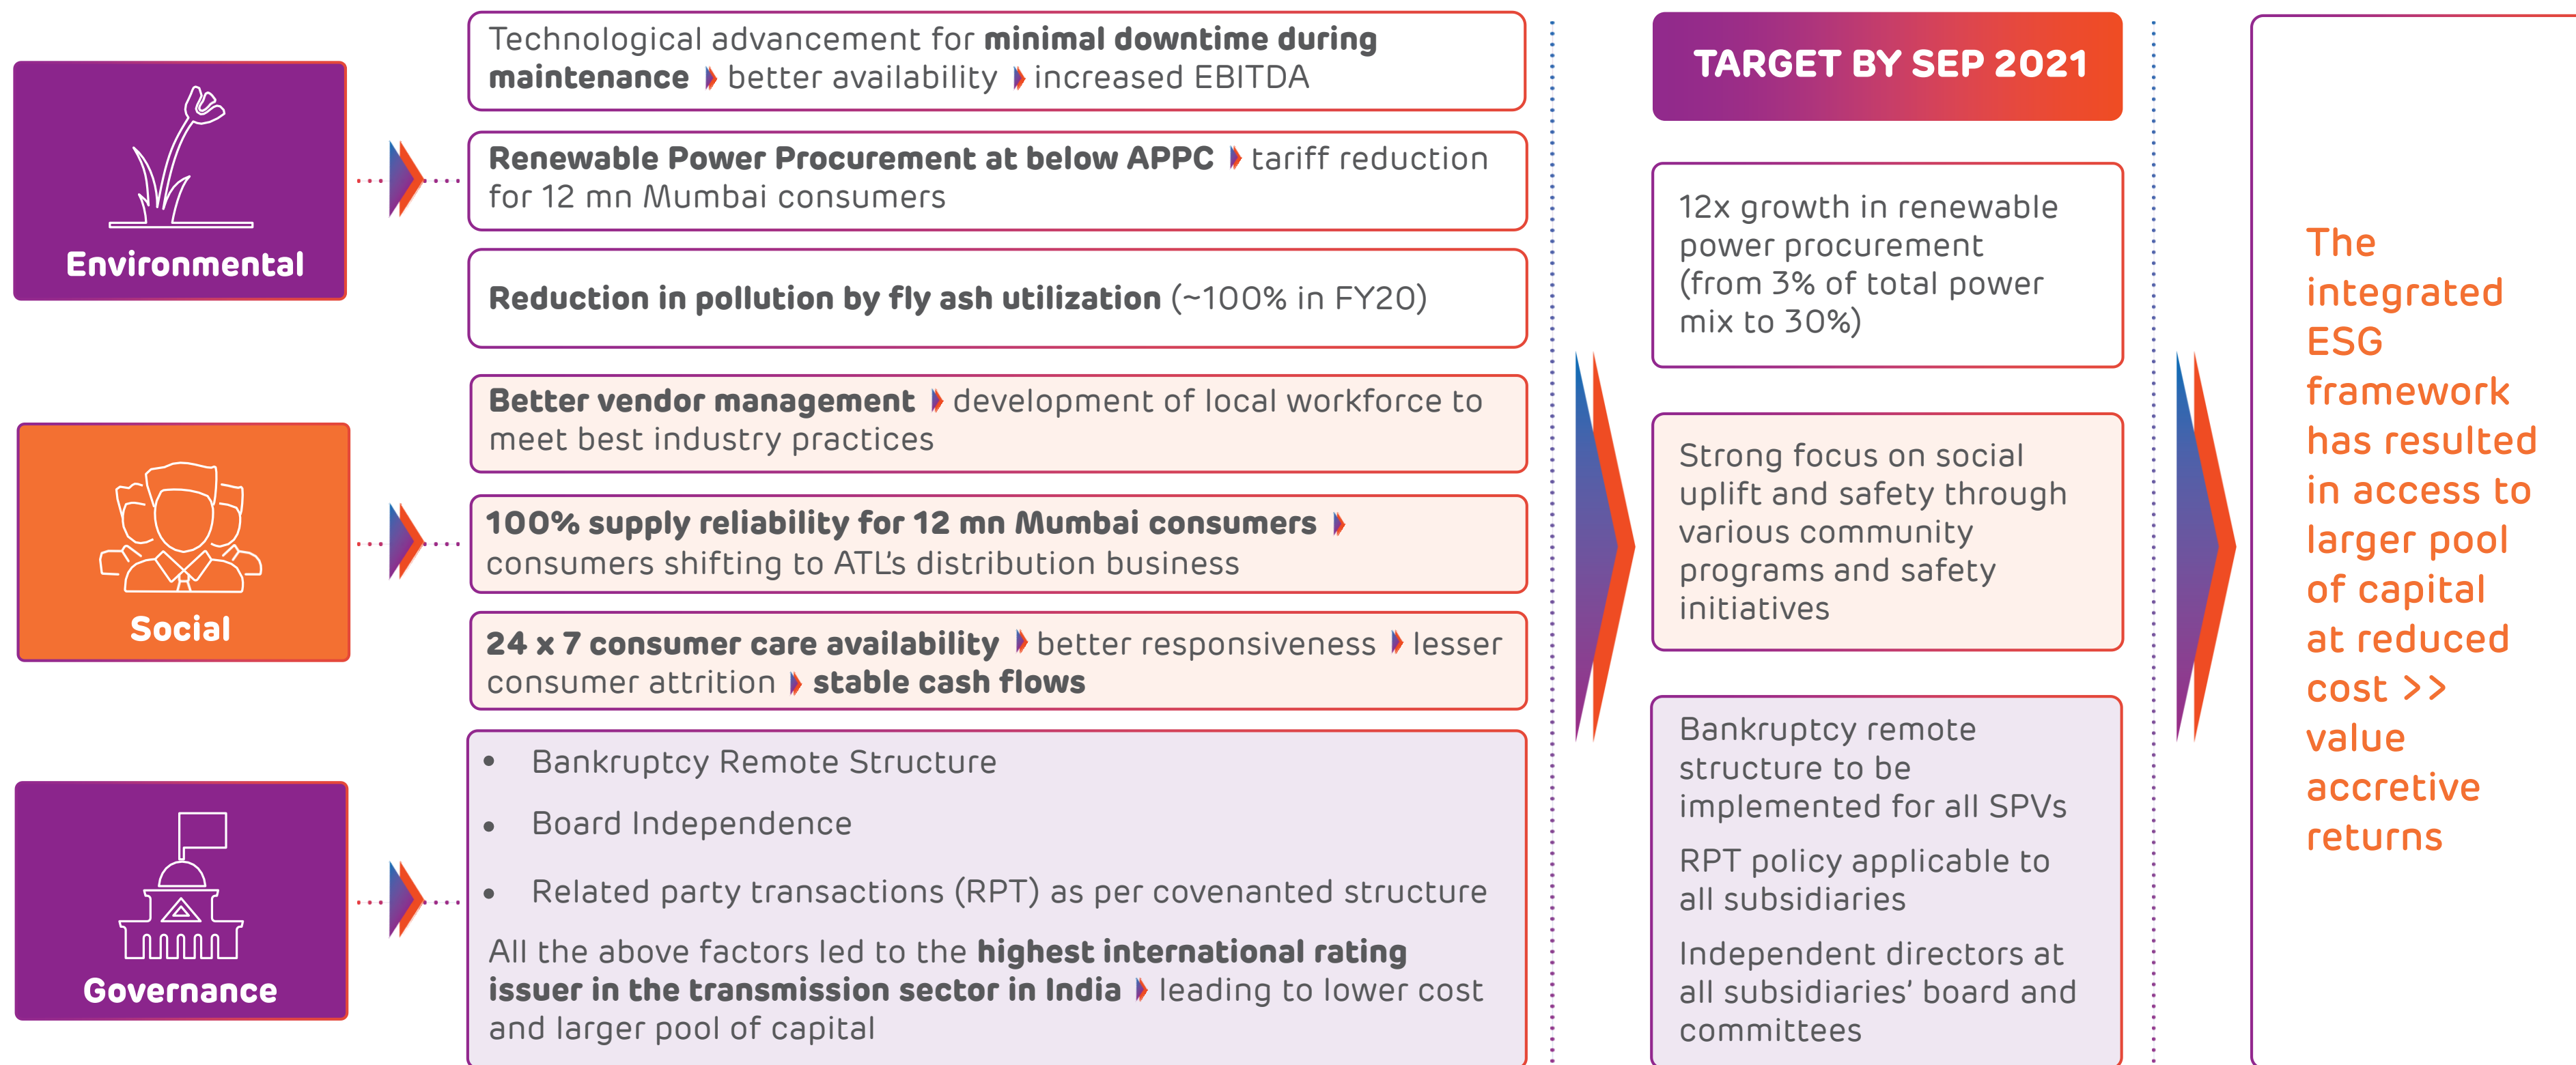 Environmental
Technological advancement for minimal downtime during
maintenance better availability increased EBITDA
Renewable Power Procurement at below APPC tariff reduction
for 12 mn Mumbai consumers
Reduction in pollution by fly ash utilization (~100% in FY20)
Social
Better vendor management development of local workforce to
meet best industry practices
100% supply reliability for 12 mn Mumbai consumers
consumers shifting to ATL's distribution business
24 x 7 consumer care availability better responsiveness lesser
consumer attrition stable cash flows
Governance
• Bankruptcy Remote Structure
• Board Independence
• Related party transactions (RPT) as per covenanted structure
All the above factors led to the highest international rating
issuer in the transmission sector in India leading to lower cost
and larger pool of capital
TARGET BY SEP 2021
12x growth in renewable
power procurement
(from 3% of total power
mix to 30%)
Strong focus on social
uplift and safety through
various community
programs and safety
initiatives
Bankruptcy remote
structure to be
implemented for all SPVs
RPT policy applicable to
all subsidiaries
Independent directors at
all subsidiaries' board and
committees
The
integrated
ESG
framework
has resulted
in access to
larger pool
of capital
at reduced
cost >>
value
accretive
returns